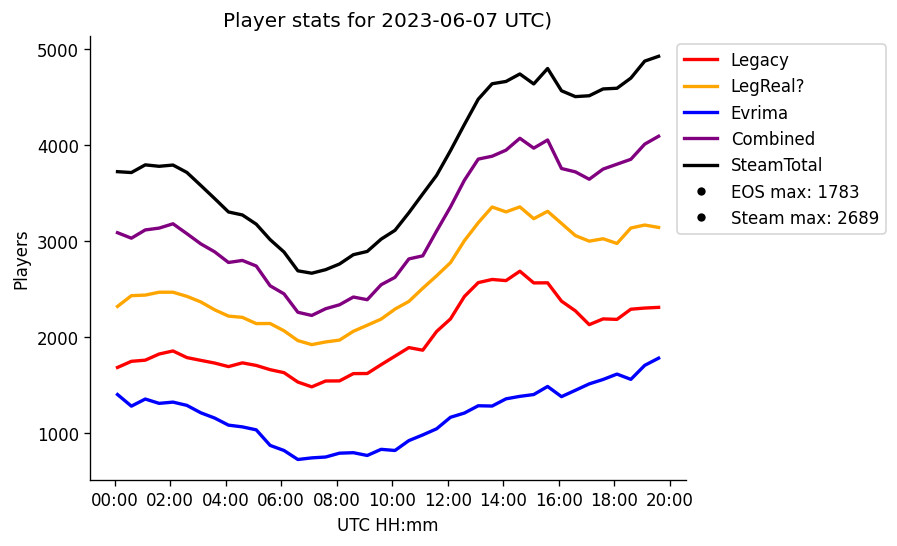 Player stats for 2023-06-07 UTC)
5000
4000
3000
2000
1000
Players
00:00 02:00 04:00 06:00 08:00 10:00 12:00 14:00 16:00 18:00 20:00
UTC HH:mm
Legacy
LegReal?
Evrima
Combined
SteamTotal
EOS max: 1783
Steam max: 2689